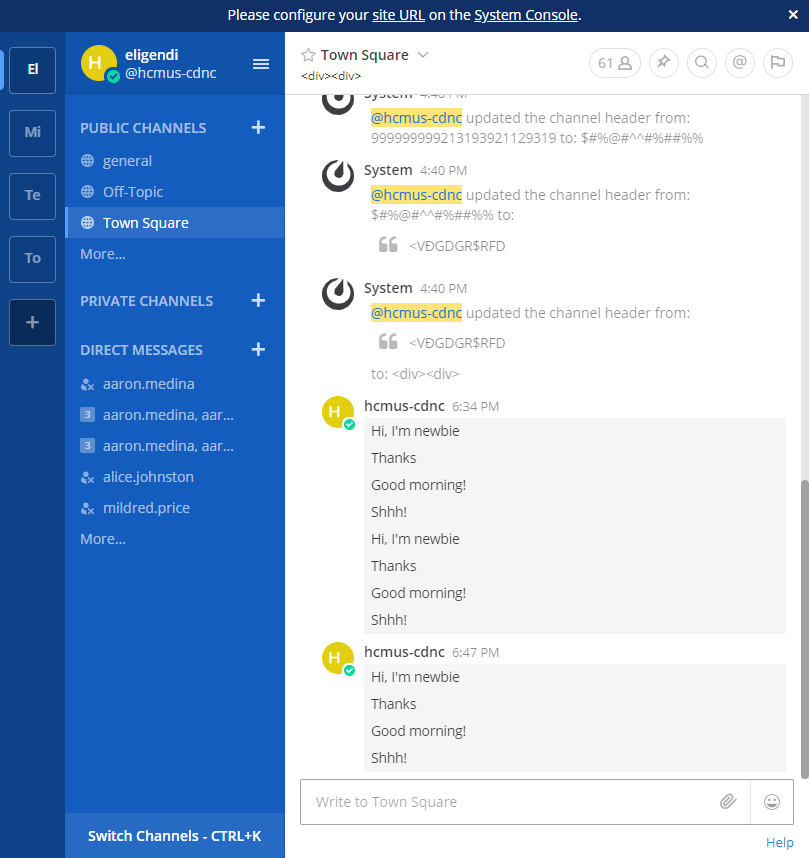 Please configure your site URL on the System Console.
×
El
Mi
Te
To
+
H
eligendi
@hcmus-cdnc
PUBLIC CHANNELS +
general
Off-Topic
Town Square
More...
PRIVATE CHANNELS +
DIRECT MESSAGES +
aaron.medina
3 aaron.medina, aar...
3 aaron.medina, aar...
alice.johnston
mildred.price
More...
Switch Channels - CTRL+K
Town Square
<div><div>
61
@
System 4:40 PM
@hcmus-cdnc updated the channel header from:
999999999213193921129319 to: $#%@#^^#%##%%
System 4:40 PM
@hcmus-cdnc updated the channel header from:
$#%@#^^#%##%% to:
<VĐGDGR$RFD
System 4:40 PM
@hcmus-cdnc updated the channel header from:
<VĐGDGR$RFD
to: <div><div>
H
hcmus-cdnc 6:34 PM
Hi, I'm newbie
Thanks
Good morning!
Shhh!
Hi, I'm newbie
Thanks
Good morning!
Shhh!
H
hcmus-cdnc 6:47 PM
Hi, I'm newbie
Thanks
Good morning!
Shhh!
Write to Town Square
Help